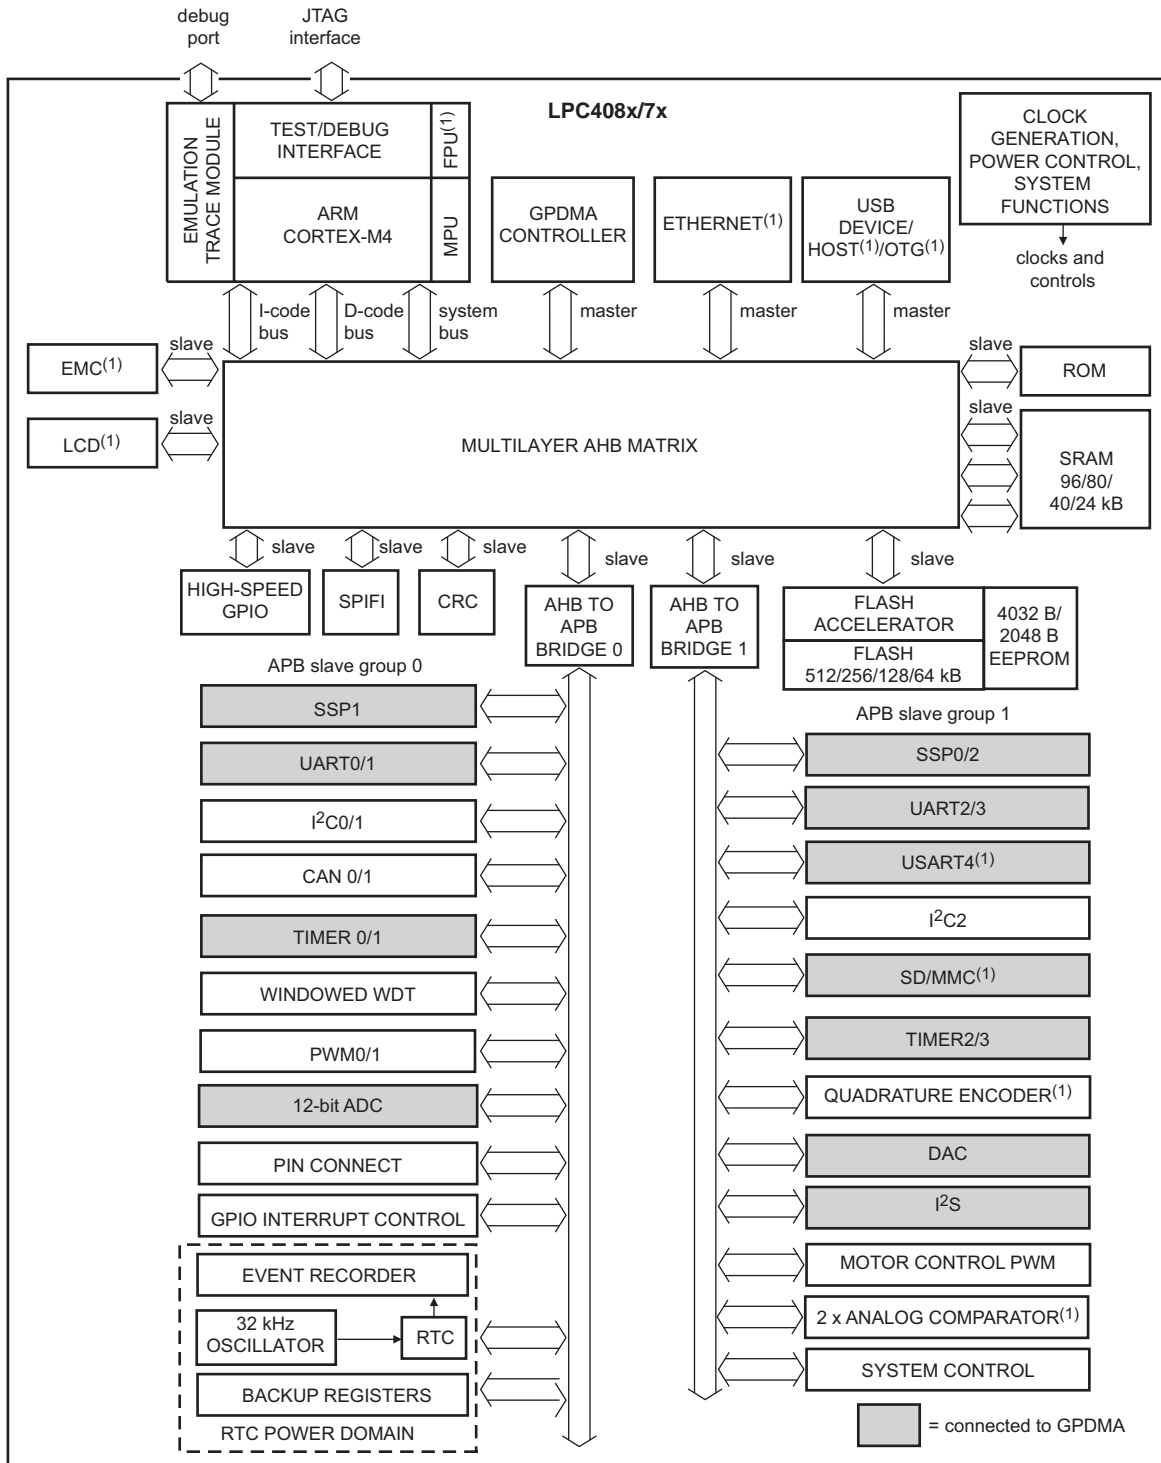 debug
port
JTAG
interface
LPC408x/7x
EMULATION
TRACE MODULE
TEST/DEBUG
INTERFACE
FPU(1)
ARM
CORTEX-M4
MPU
GPDMA
CONTROLLER
ETHERNET(1)
USB
DEVICE/
HOST(1)/OTG(1)
CLOCK
GENERATION,
POWER CONTROL,
SYSTEM
FUNCTIONS
clocks and
controls
I-code
bus
D-code
bus
system
bus
master
master
master
EMC(1)
slave
LCD(1)
slave
MULTILAYER AHB MATRIX
slave
ROM
slave
SRAM
96/80/
40/24 kB
slave
slave
slave
slave
slave
slave
HIGH-SPEED
GPIO
SPIFI
CRC
AHB TO
APB
BRIDGE 0
AHB TO
APB
BRIDGE 1
FLASH
ACCELERATOR
FLASH
512/256/128/64 kB
4032 B/
2048 B
EEPROM
APB slave group 0
SSP1
UART0/1
I2C0/1
CAN 0/1
TIMER 0/1
WINDOWED WDT
PWM0/1
12-bit ADC
PIN CONNECT
GPIO INTERRUPT CONTROL
EVENT RECORDER
32 kHz
OSCILLATOR
RTC
BACKUP REGISTERS
RTC POWER DOMAIN
APB slave group 1
SSP0/2
UART2/3
USART4(1)
I2C2
SD/MMC(1)
TIMER2/3
QUADRATURE ENCODER(1)
DAC
I2S
MOTOR CONTROL PWM
2 x ANALOG COMPARATOR(1)
SYSTEM CONTROL
= connected to GPDMA